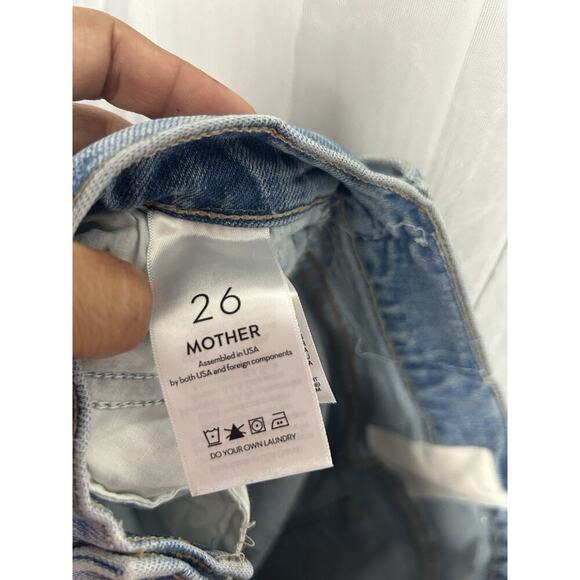 26
MOTHER
Assembled in USA
by both USA and foreign components
DO YOUR OWN LAUNDRY